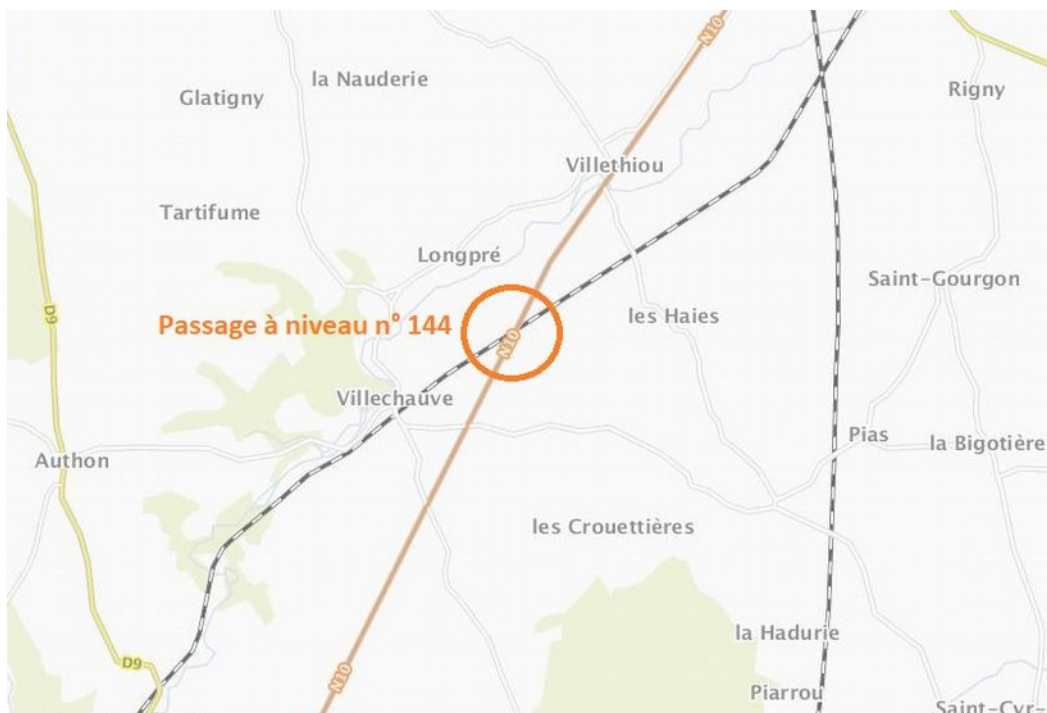 N10
la Nauderie
Glatigny
Rigny
Villethiou
Tartifume
Longpré
Saint-Gourgon
D9
les Haies
Passage à niveau n° 144
N10
Villechauve
Pias
la Bigotière
Authon
les Crouettières
la Hadurie
D9
N10
Piarrou
Saint-Cyr-